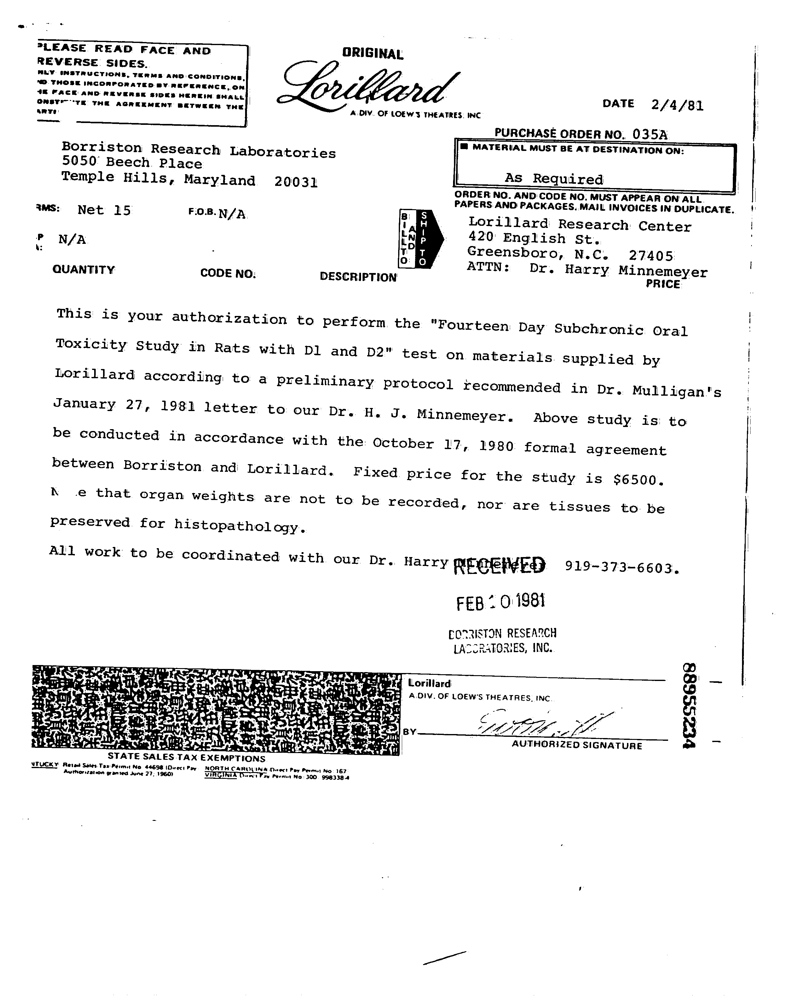 PLEASE READ FACE AND
REVERSE SIDES.
NLY INSTRUCTIONS, TERMS AND CONDITIONS,
THOSE INCORPORATED BY REFERENCE, ON
FACE AND REVERSE SIDES HEREIN SHALL
THE AGREEMENT BETWEEN THE
ORIGINAL
Lorillard
A DIV. OF LOEW'S THEATRES, INC
DATE 2/4/81
PURCHASE ORDER NO. 035A
MATERIAL MUST BE AT DESTINATION ON:
As Required
Borriston Research Laboratories
5050 Beech Place
Temple Hills, Maryland 20031
ORDER NO. AND CODE NO. MUST APPEAR ON ALL
PAPERS AND PACKAGES. MAIL INVOICES IN DUPLICATE.
RMS: Net 15 F.O.B. N/A
P N/A
BILL TO
AND
SHIP TO
Lorillard Research Center
420 English St.
Greensboro, N.C. 27405
ATTN: Dr. Harry Minnemeyer
QUANTITY CODE NO. DESCRIPTION PRICE
This is your authorization to perform the "Fourteen Day Subchronic Oral
Toxicity Study in Rats with D1 and D2" test on materials supplied by
Lorillard according to a preliminary protocol recommended in Dr. Mulligan's
January 27, 1981 letter to our Dr. H. J. Minnemeyer. Above study is to
be conducted in accordance with the October 17, 1980 formal agreement
between Borriston and Lorillard. Fixed price for the study is $6500.
N e that organ weights are not to be recorded, nor are tissues to be
preserved for histopathology.
All work to be coordinated with our Dr. Harry 919-373-6603.
RECEIVED
FEB 10 1981
BORRISTON RESEARCH
LABORATORIES, INC.
Lorillard
A DIV. OF LOEW'S THEATRES, INC.
BY
AUTHORIZED SIGNATURE
88955234
STATE SALES TAX EXEMPTIONS
NTUCKY Retail Sales Tax Permit No. 44698 (Direct Pay
Authorization granted June 27, 1960)
NORTH CAROLINA Direct Pay Permit No. 167
VIRGINIA Direct Pay Permit No. 300 998338-4